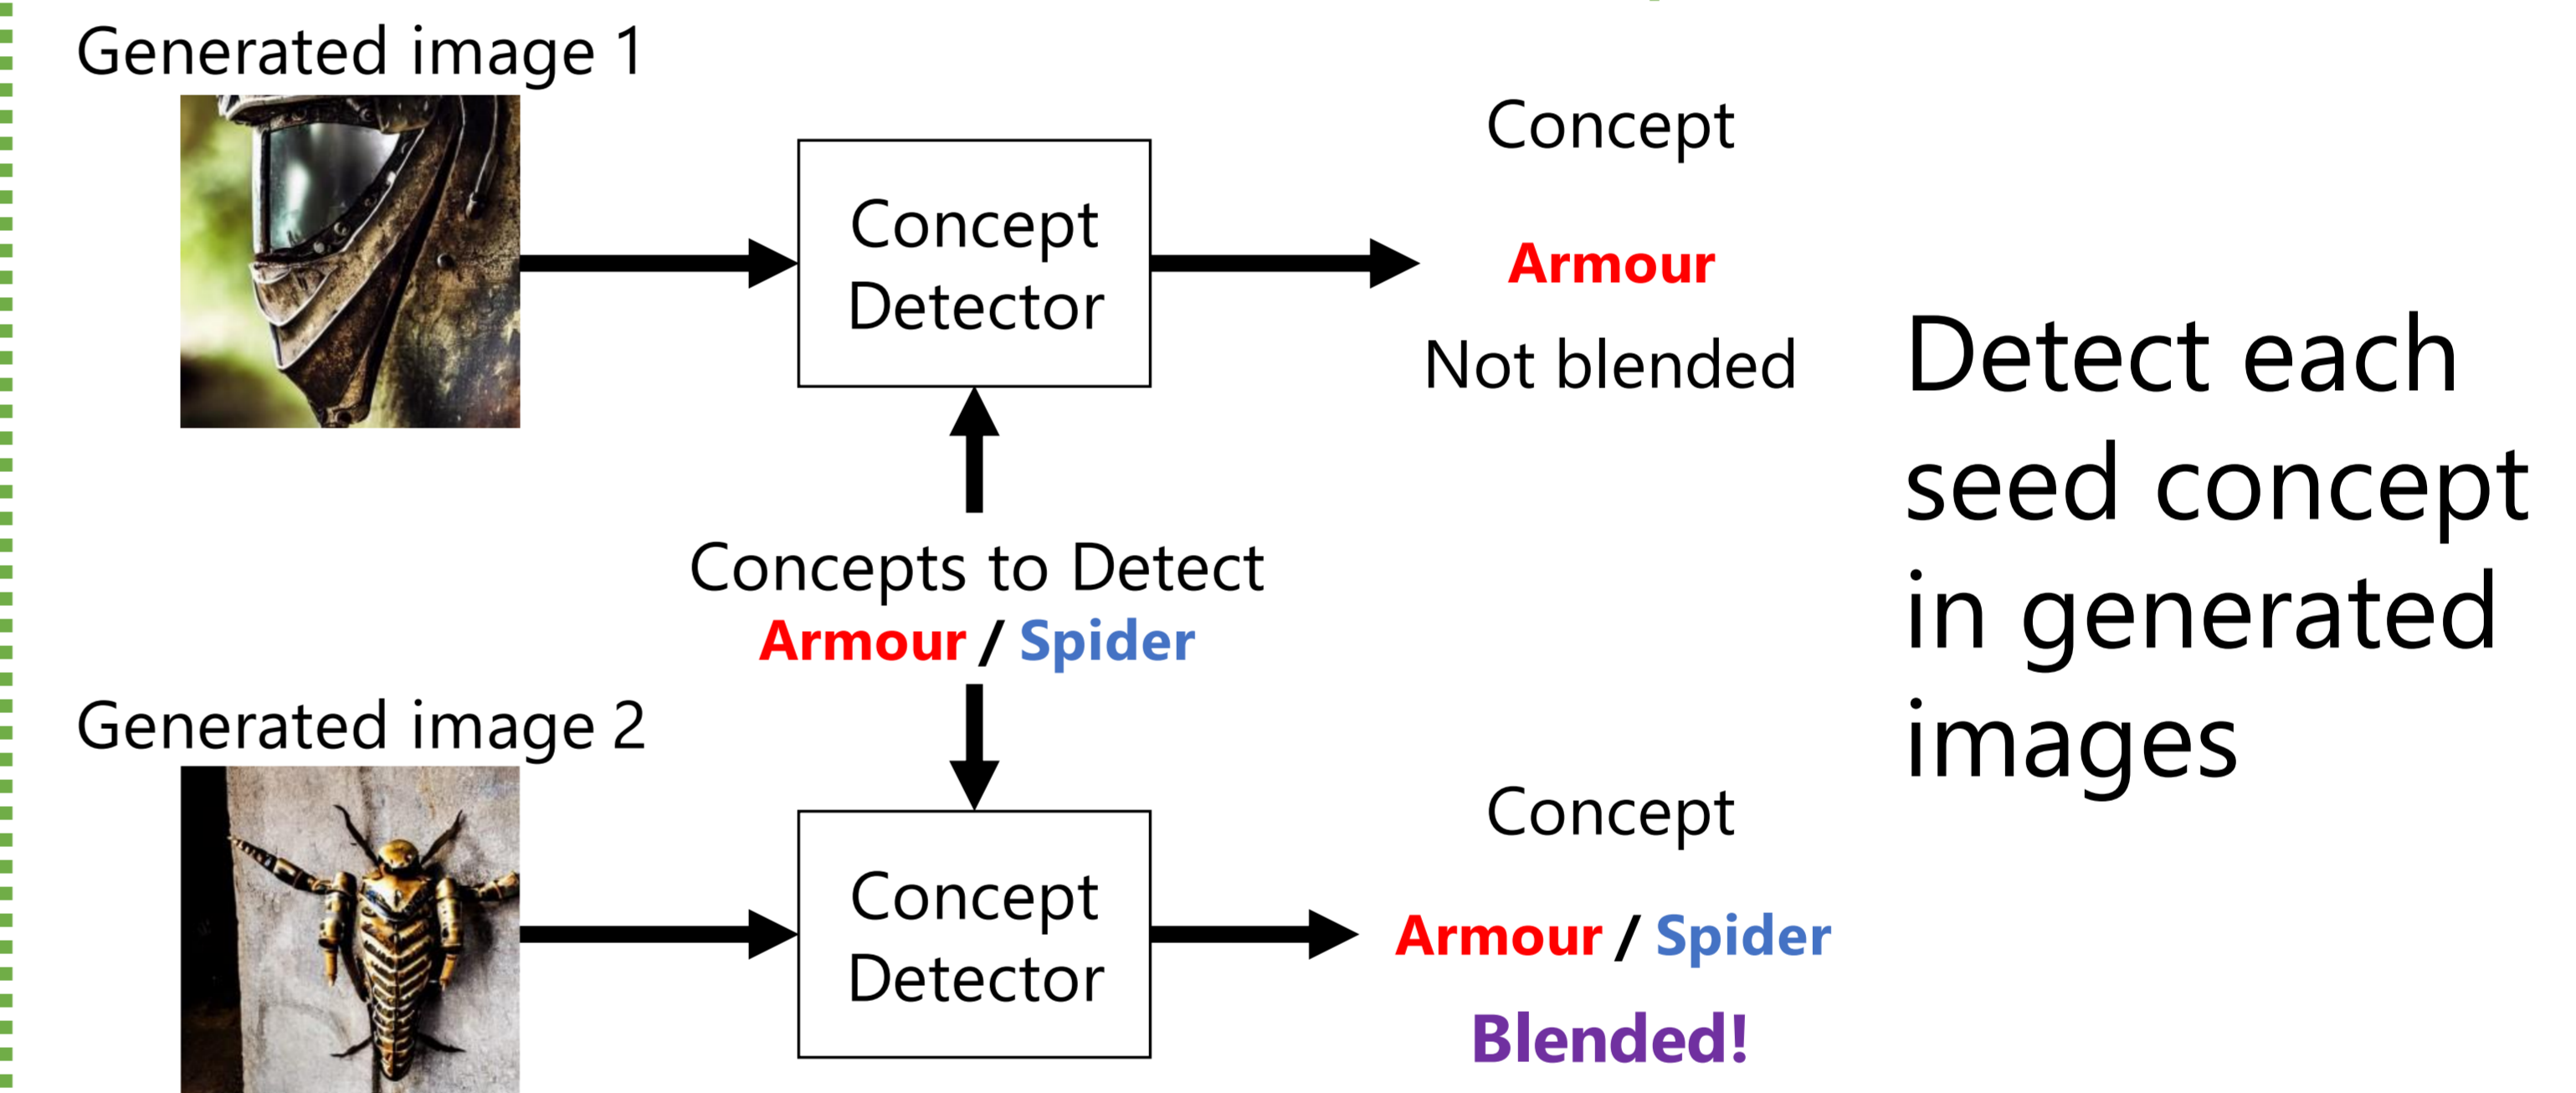 Generated image 1
Concept
Detector
Concept
Armour
Not blended
Concepts to Detect
Armour / Spider
Generated image 2
Concept
Detector
Concept
Armour / Spider
Blended!
Detect each
seed concept
in generated
images